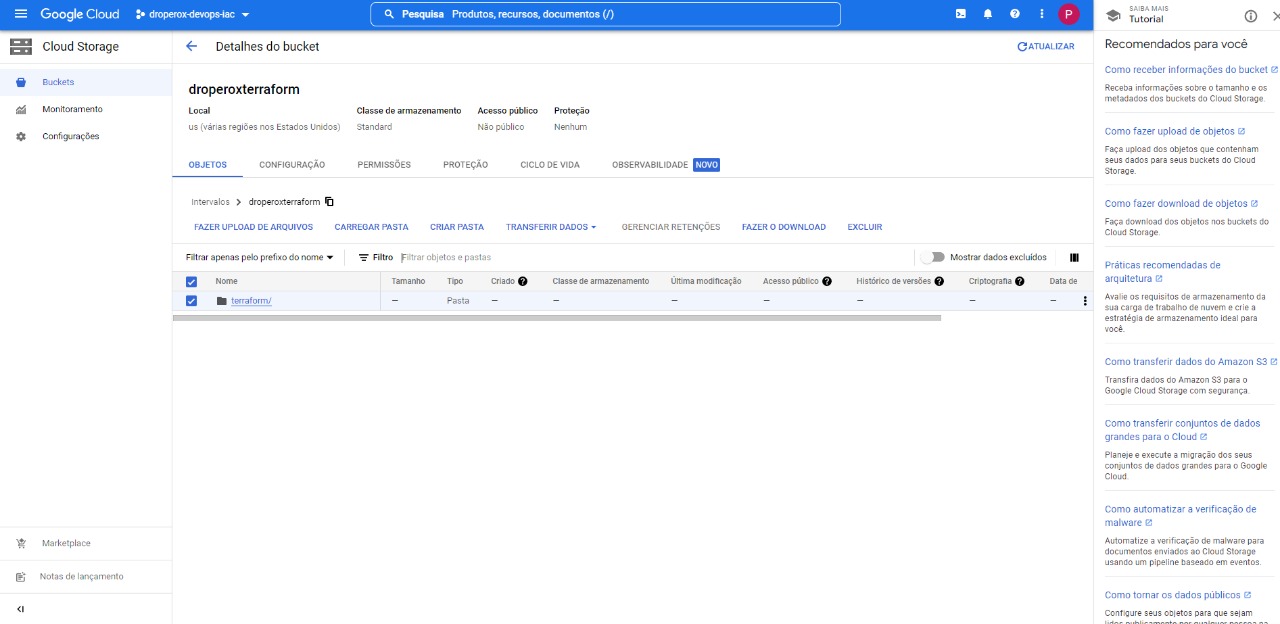 Google Cloud
droperox-devops-iac
Pesquisa Produtos, recursos, documentos (/)
P
SAIBA MAIS
Tutorial
Cloud Storage
Buckets
Monitoramento
Configurações
Marketplace
Notas de lançamento
Detalhes do bucket
ATUALIZAR
droperoxterraform
Local Classe de armazenamento Acesso público Proteção
us (várias regiões nos Estados Unidos) Standard Não público Nenhum
OBJETOS CONFIGURAÇÃO PERMISSÕES PROTEÇÃO CICLO DE VIDA OBSERVABILIDADE NOVO
Intervalos > droperoxterraform
FAZER UPLOAD DE ARQUIVOS CARREGAR PASTA CRIAR PASTA TRANSFERIR DADOS GERENCIAR RETENÇÕES FAZER O DOWNLOAD EXCLUIR
Filtrar apenas pelo prefixo do nome Filtro Filtrar objetos e pastas Mostrar dados excluídos
Nome Tamanho Tipo Criado Classe de armazenamento Última modificação Acesso público Histórico de versões Criptografia Data de
terraform/ — Pasta — — — — — — —
Recomendados para você
Como receber informações do bucket
Receba informações sobre o tamanho e os
metadados dos buckets do Cloud Storage.
Como fazer upload de objetos
Faça upload dos objetos que contenham
seus dados para seus buckets do Cloud
Storage.
Como fazer download de objetos
Faça download dos objetos nos buckets do
Cloud Storage.
Práticas recomendadas de
arquitetura
Avalie os requisitos de armazenamento da
sua carga de trabalho de nuvem e crie a
estratégia de armazenamento ideal para
você.
Como transferir dados do Amazon S3
Transfira dados do Amazon S3 para o
Google Cloud Storage com segurança.
Como transferir conjuntos de dados
grandes para o Cloud
Planeje e execute a migração dos seus
conjuntos de dados grandes para o Google
Cloud.
Como automatizar a verificação de
malware
Automatize a verificação de malware para
documentos enviados ao Cloud Storage
usando um pipeline baseado em eventos.
Como tornar os dados públicos
Configure seus objetos para que sejam
lidos publicamente por qualquer pessoa na